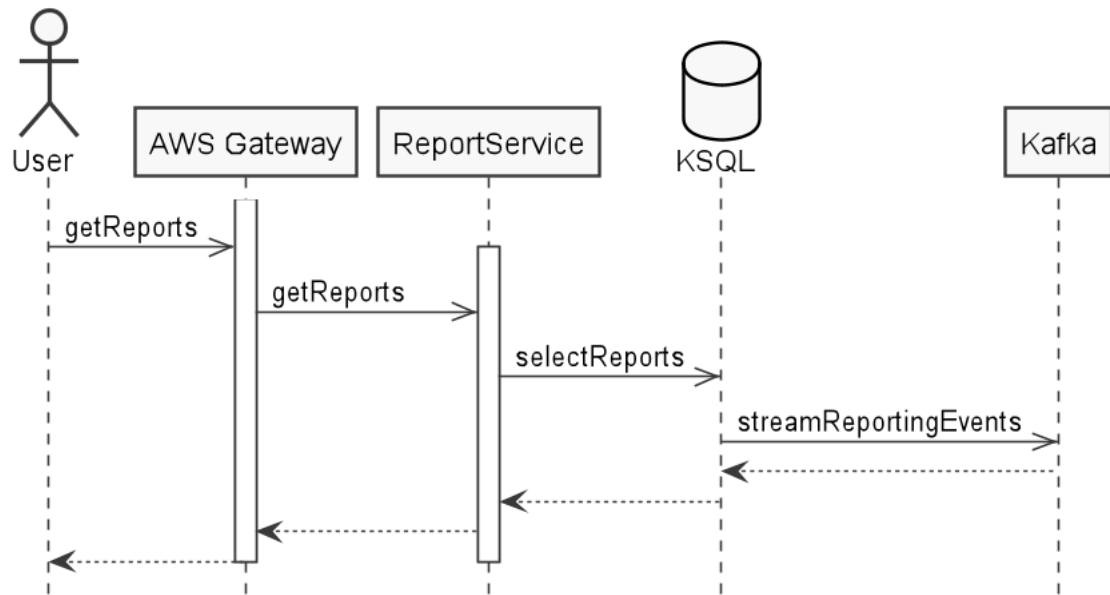 User
AWS Gateway
ReportService
KSQL
Kafka
getReports
getReports
selectReports
streamReportingEvents